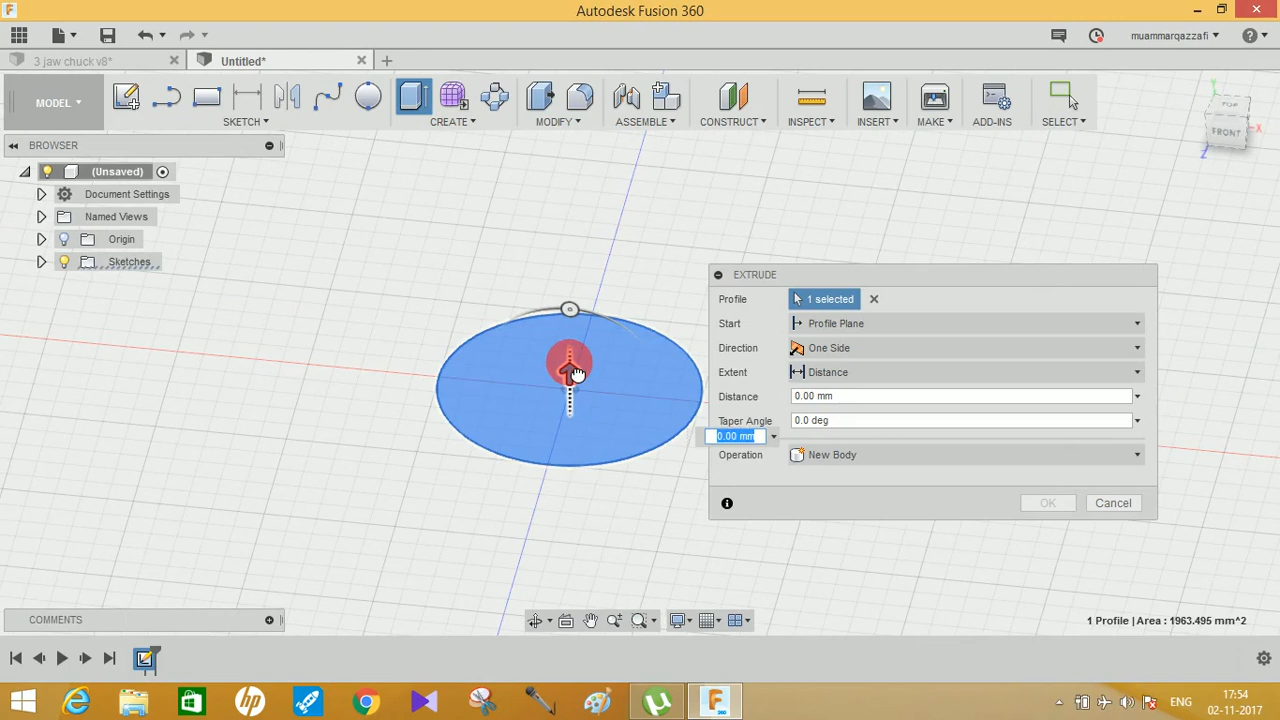 Autodesk Fusion 360
muammarqazzafi
3 jaw chuck v8*
Untitled*
MODEL
SKETCH
CREATE
MODIFY
ASSEMBLE
CONSTRUCT
INSPECT
INSERT
MAKE
ADD-INS
SELECT
FRONT
X
Y
Z
BROWSER
(Unsaved)
Document Settings
Named Views
Origin
Sketches
EXTRUDE
Profile 1 selected
Start Profile Plane
Direction One Side
Extent Distance
Distance 0.00 mm
Taper Angle 0.0 deg
0.00 mm
Operation New Body
OK Cancel
COMMENTS
1 Profile | Area : 1963.495 mm^2
ENG
17:54
02-11-2017